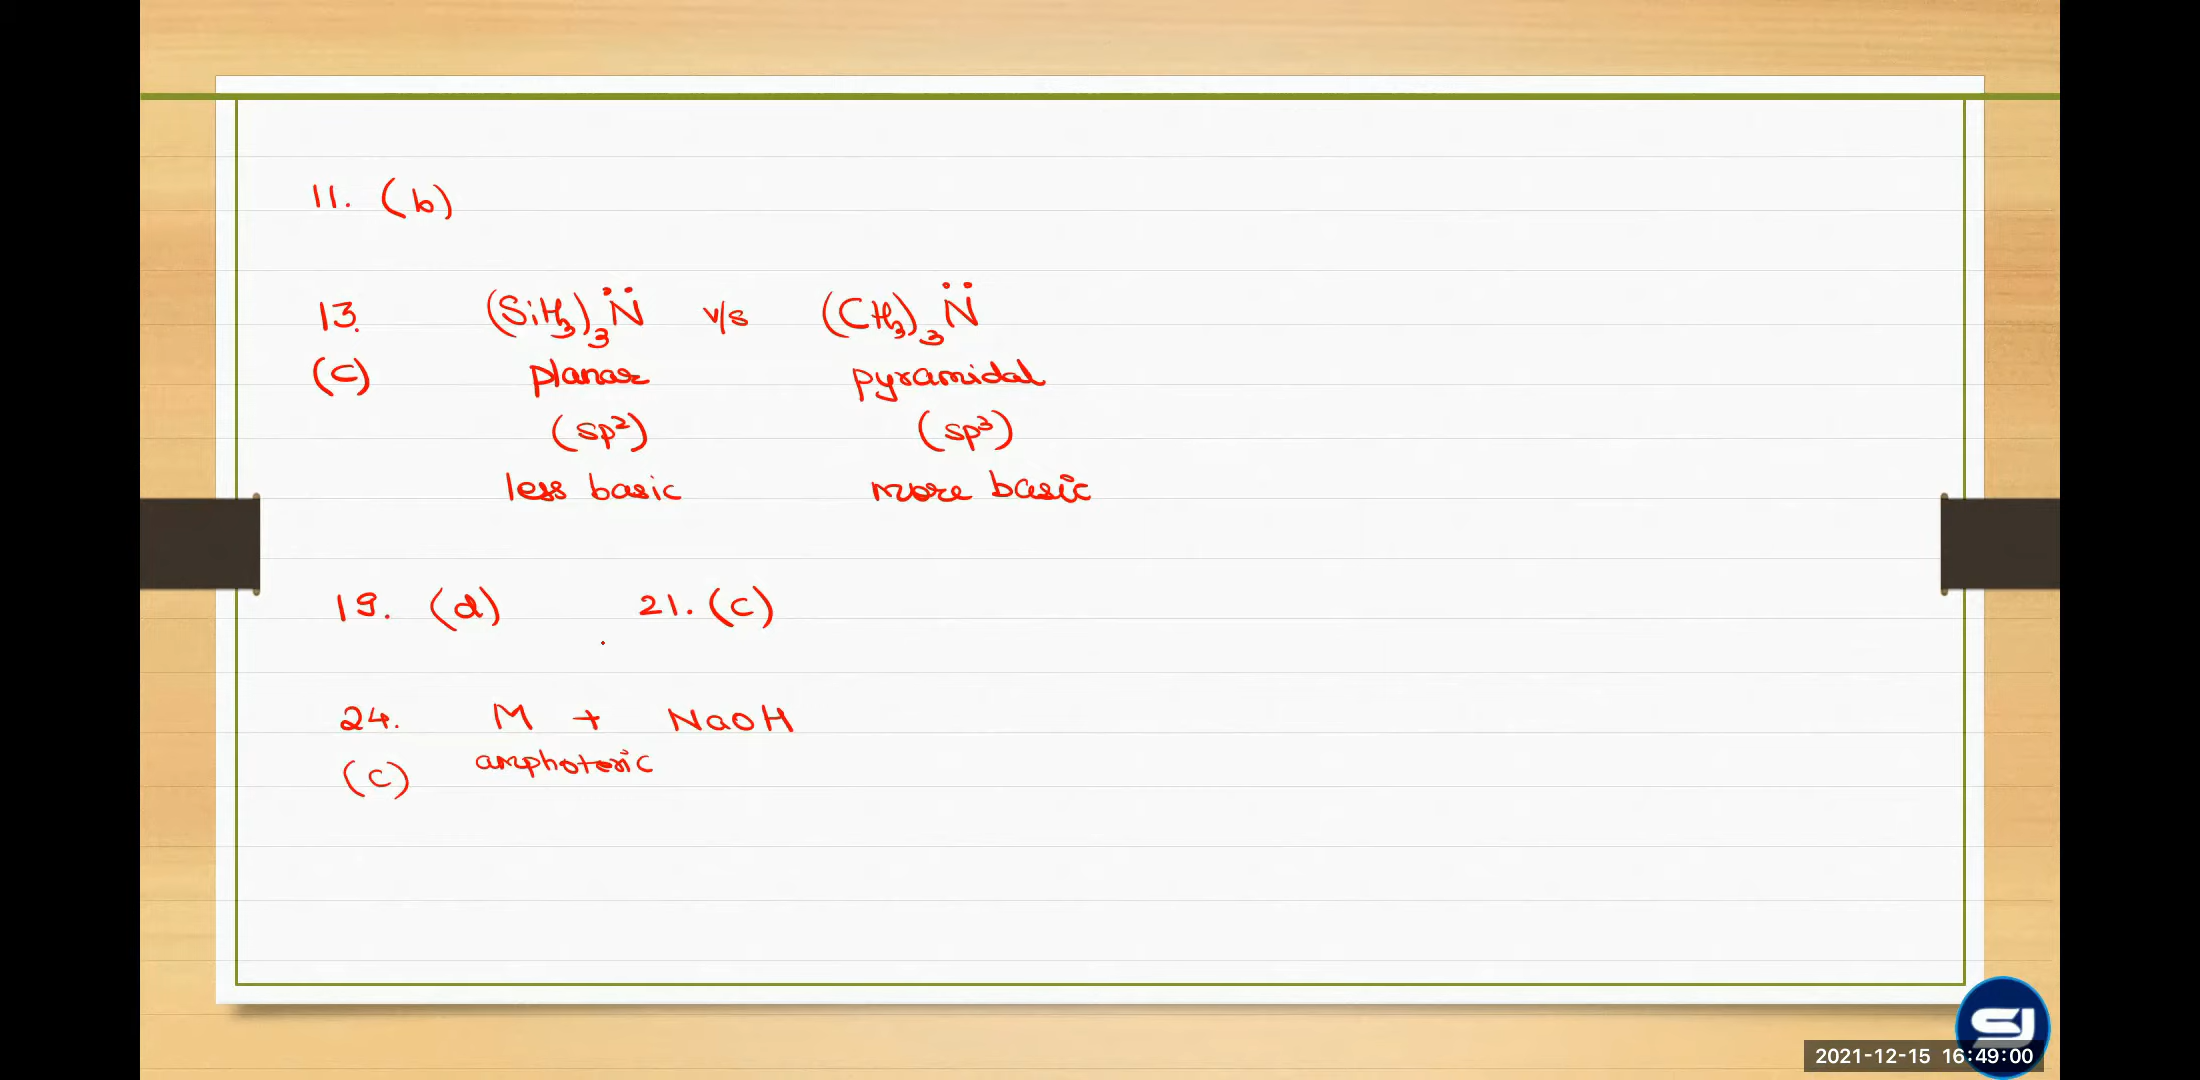 11. (b)
13. (SiH₃)₃N̈ v/s (CH₃)₃N̈
(C) planar pyramidal
(sp²) (sp³)
less basic more basic
19. (d) 21. (C)
24. M + NaOH
(C) amphoteric
SJ
2021-12-15 16:49:00